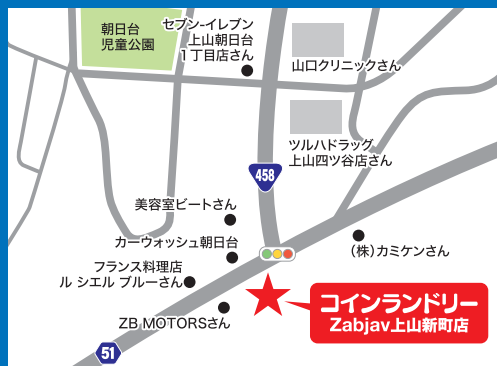 朝日台
児童公園
セブン-イレブン
上山朝日台
1丁目店さん
山口クリニックさん
ツルハドラッグ
上山四ツ谷店さん
458
美容室ビートさん
カーウォッシュ朝日台
(株)カミケンさん
フランス料理店
ル シエル ブルーさん
ZB MOTORSさん
コインランドリー
Zabjav上山新町店
51